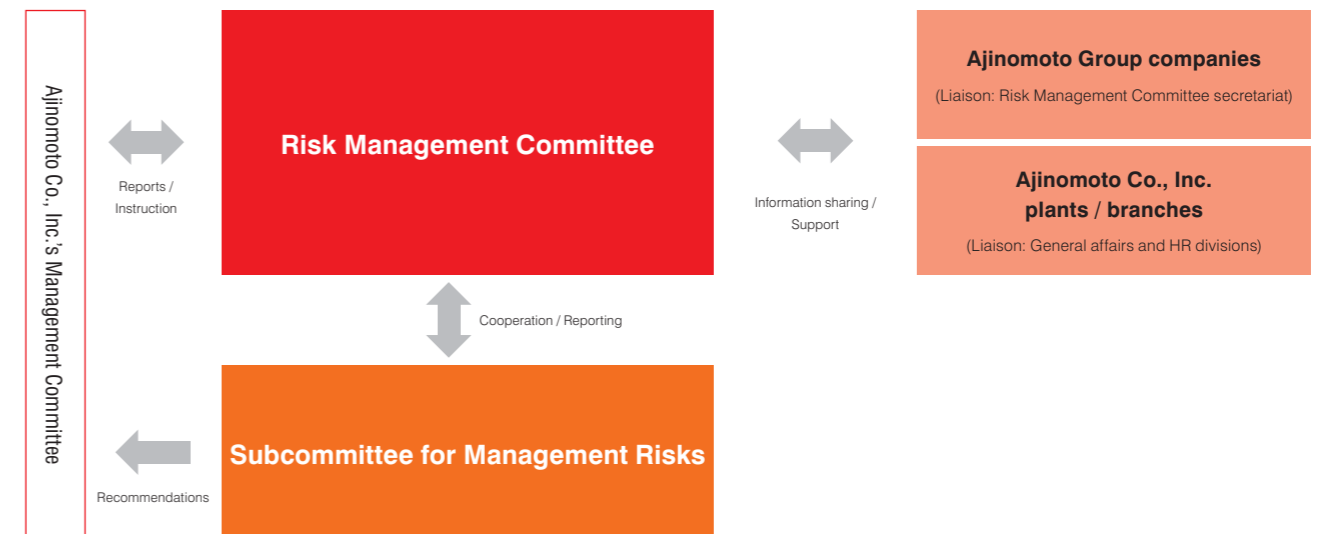 Ajinomoto Co., Inc.'s Management Committee
Reports /
Instruction
Risk Management Committee
Information sharing /
Support
Ajinomoto Group companies
(Liaison: Risk Management Committee secretariat)
Ajinomoto Co., Inc.
plants / branches
(Liaison: General affairs and HR divisions)
Cooperation / Reporting
Recommendations
Subcommittee for Management Risks